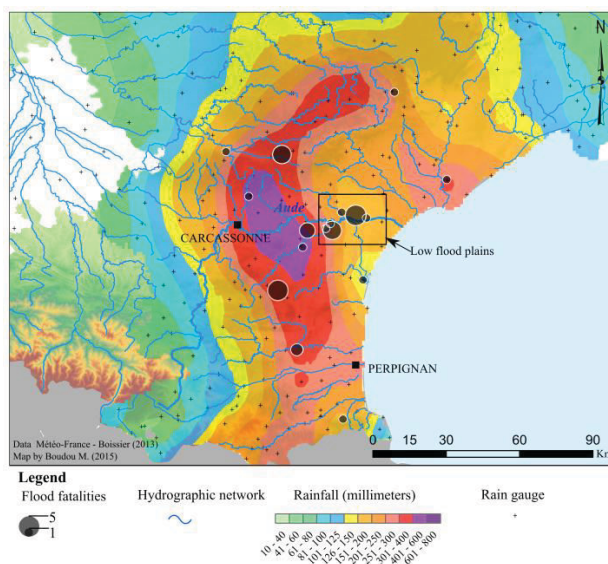 N
Aude
CARCASSONNE
Low flood plains
PERPIGNAN
Data Météo-France - Boissier (2013)
Map by Boudou M. (2015)
0 15 30 60 90
Km
Legend
Flood fatalities Hydrographic network Rainfall (millimeters) Rain gauge
5
1
10 - 40
41 - 60
61 - 80
81 - 100
101 - 125
126 - 150
151 - 200
201 - 250
251 - 300
301 - 400
401 - 600
601 - 800